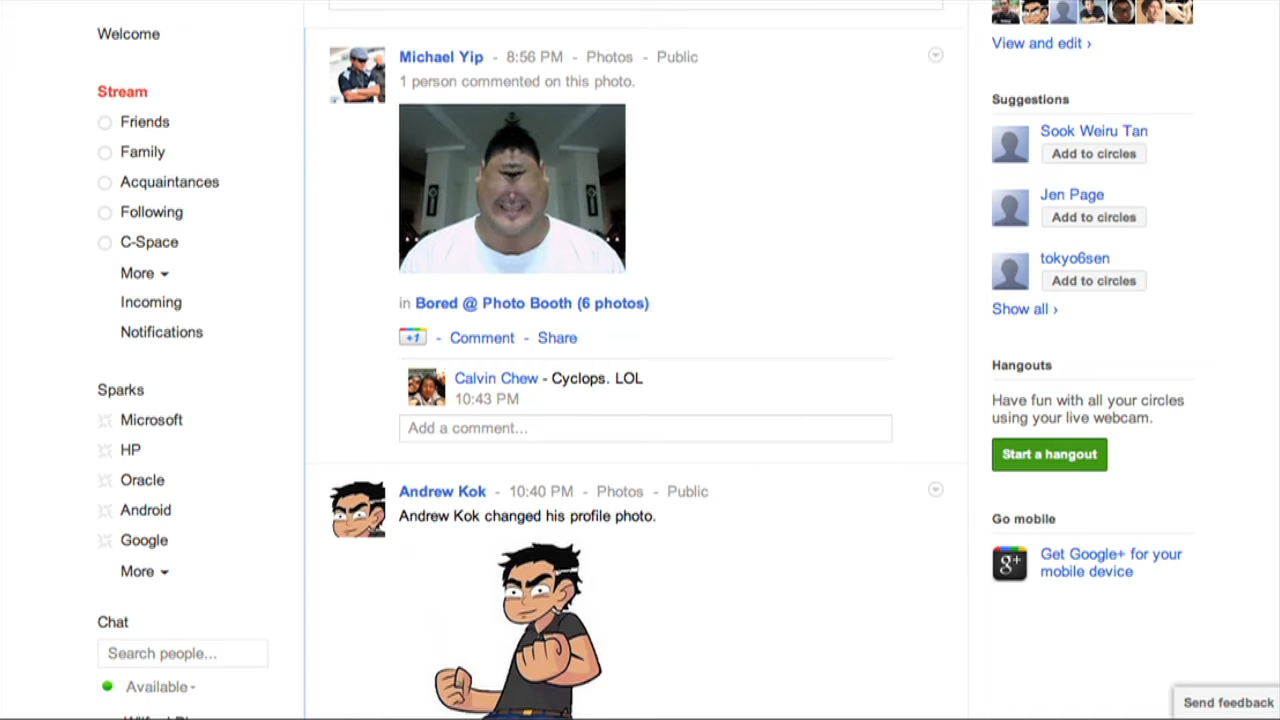 Welcome
Stream
Friends
Family
Acquaintances
Following
C-Space
More
Incoming
Notifications
Sparks
Microsoft
HP
Oracle
Android
Google
More
Chat
Search people...
Available
Michael Yip - 8:56 PM - Photos - Public
1 person commented on this photo.
in Bored @ Photo Booth (6 photos)
+1 - Comment - Share
Calvin Chew - Cyclops. LOL
10:43 PM
Add a comment...
Andrew Kok - 10:40 PM - Photos - Public
Andrew Kok changed his profile photo.
View and edit ›
Suggestions
Sook Weiru Tan
Add to circles
Jen Page
Add to circles
tokyo6sen
Add to circles
Show all ›
Hangouts
Have fun with all your circles
using your live webcam.
Start a hangout
Go mobile
g+
Get Google+ for your
mobile device
Send feedback